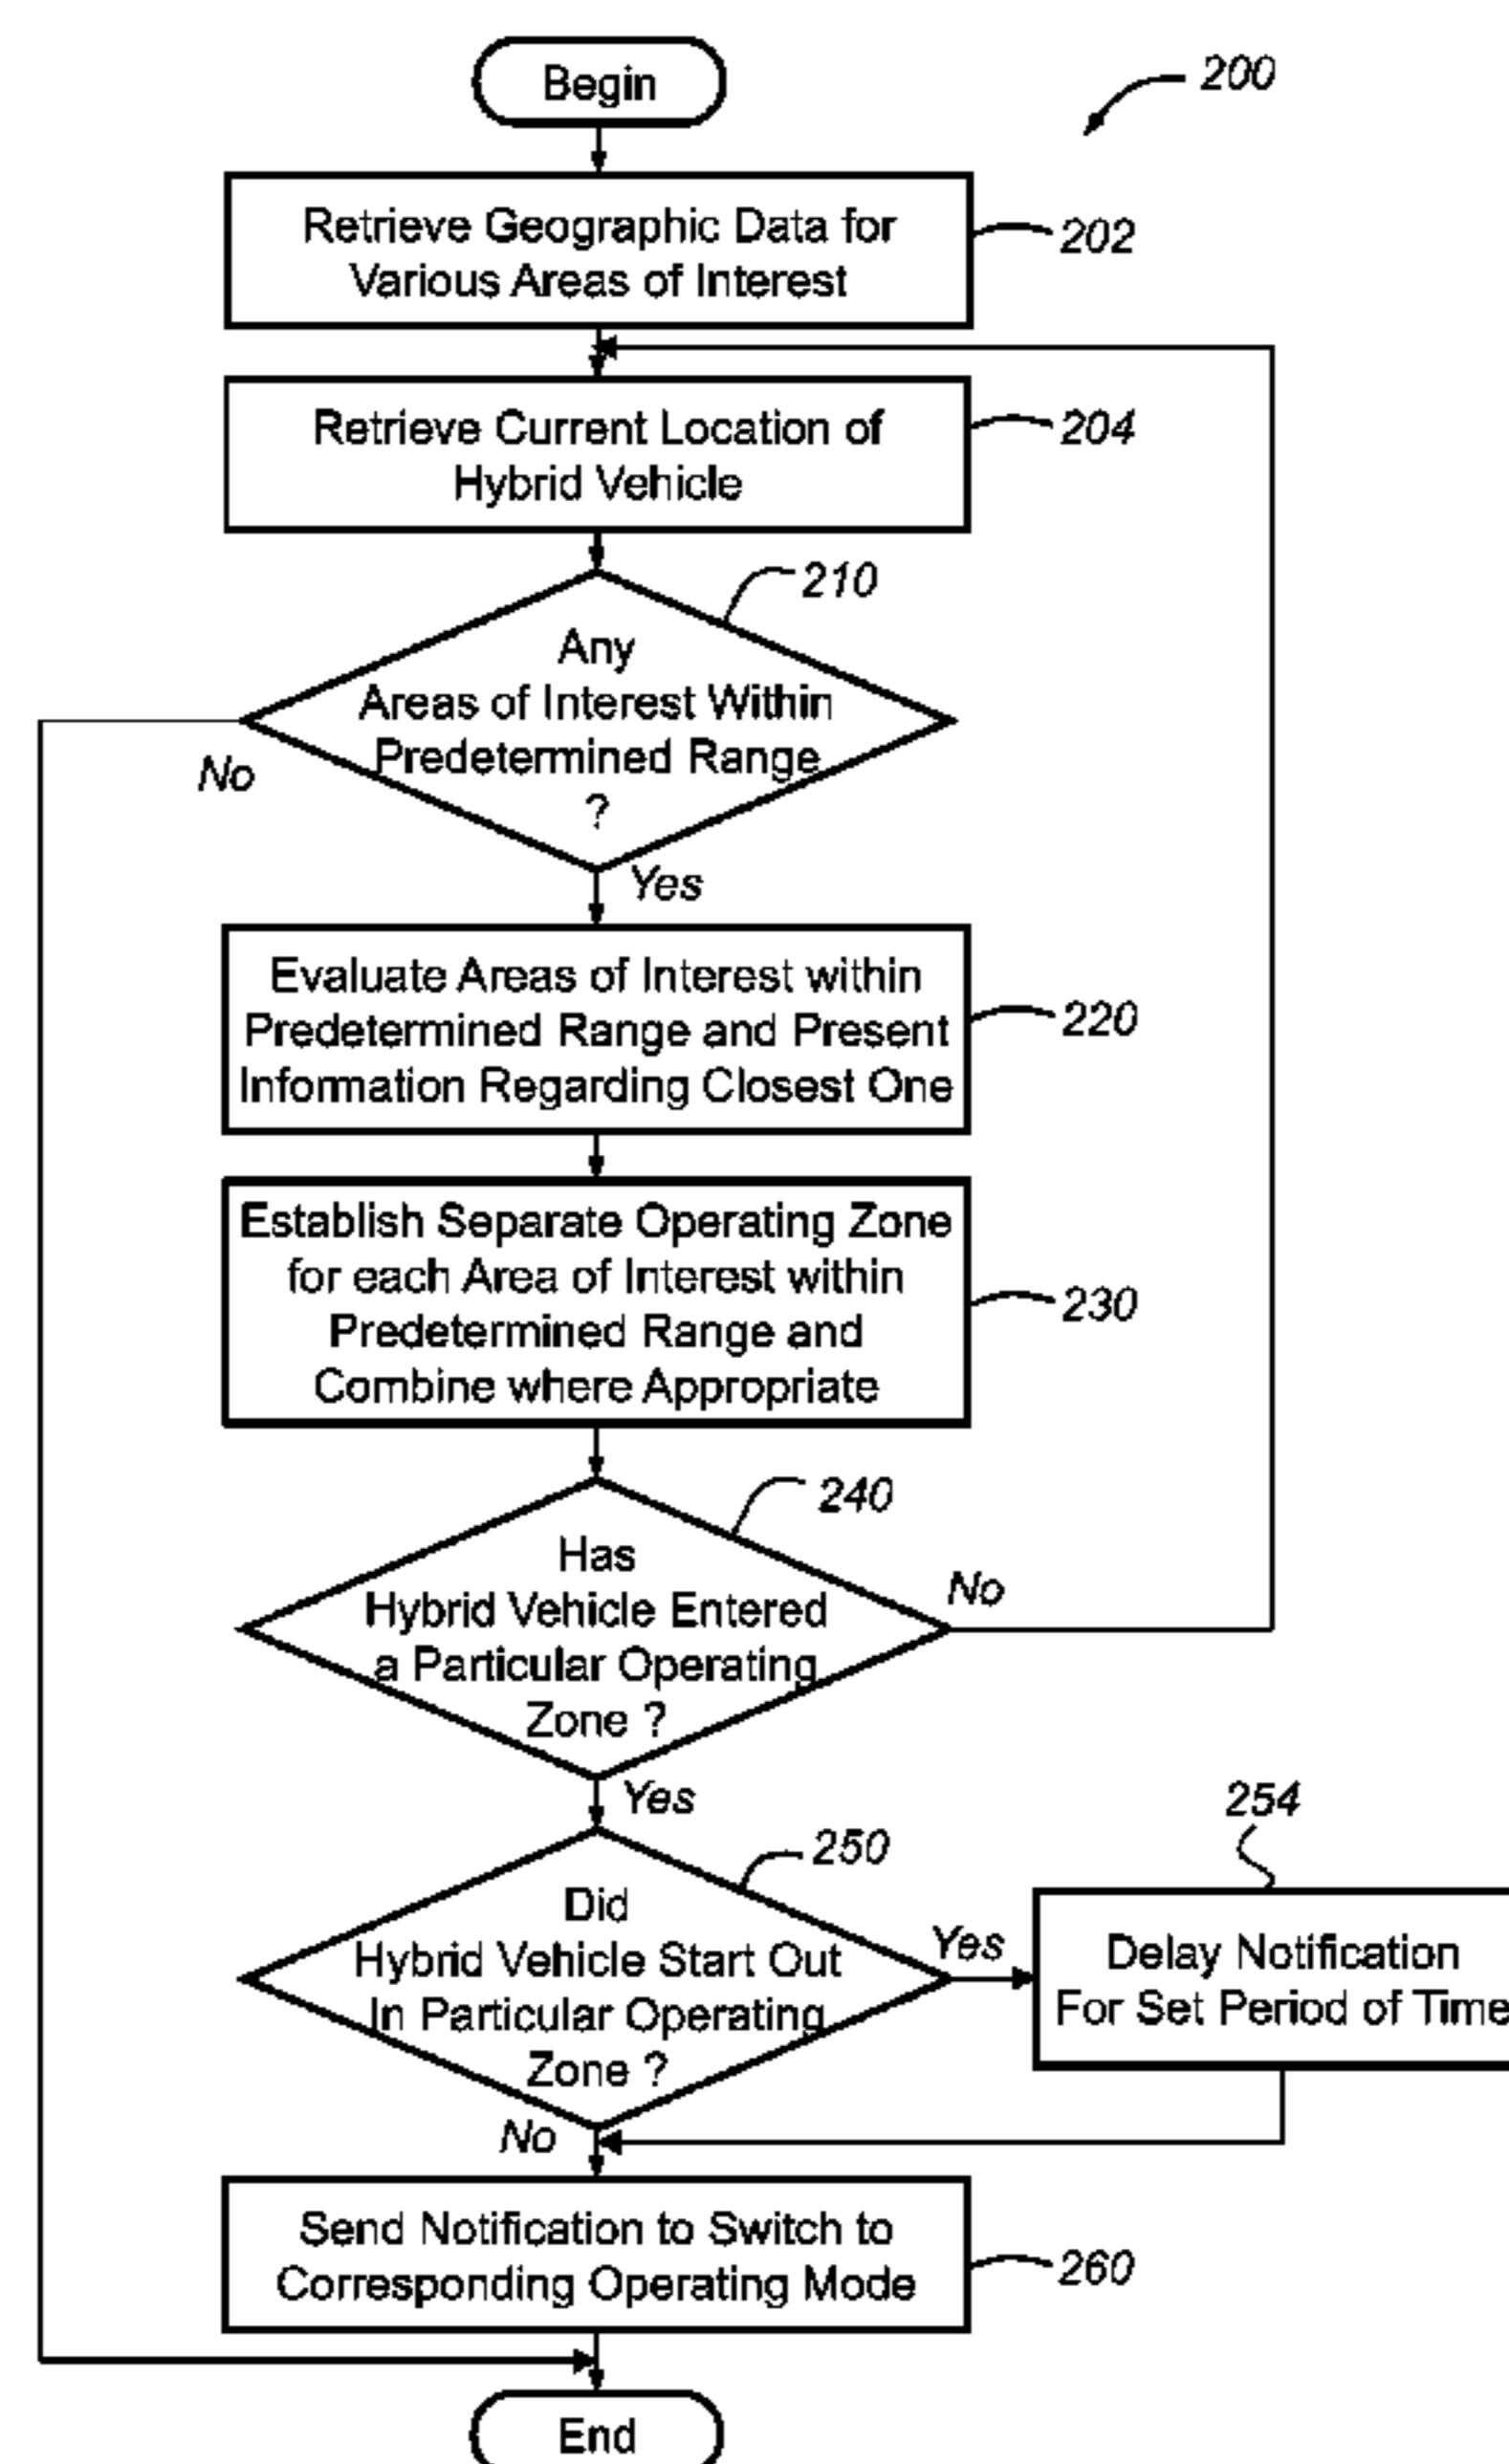 Begin
200
Retrieve Geographic Data for
Various Areas of Interest
202
Retrieve Current Location of
Hybrid Vehicle
204
210
Any
Areas of Interest Within
Predetermined Range
?
No
Yes
Evaluate Areas of Interest within
Predetermined Range and Present
Information Regarding Closest One
220
Establish Separate Operating Zone
for each Area of Interest within
Predetermined Range and
Combine where Appropriate
230
240
Has
Hybrid Vehicle Entered
a Particular Operating
Zone ?
No
Yes
250
Did
Hybrid Vehicle Start Out
In Particular Operating
Zone ?
Yes
254
Delay Notification
For Set Period of Time
No
Send Notification to Switch to
Corresponding Operating Mode
260
End